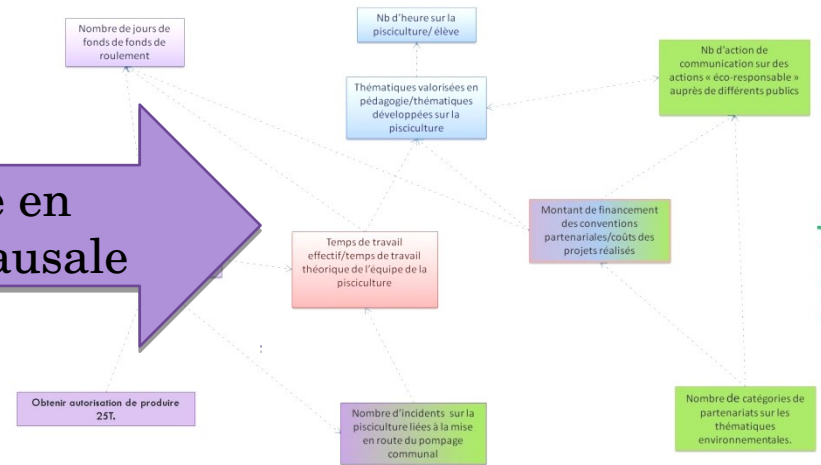 Nombre de jours de
fonds de fonds de
roulement
Nb d'heure sur la
pisciculture/ élève
Thématiques valorisées en
pédagogie/thématiques
développées sur la
pisciculture
Nb d'action de
communication sur des
actions « éco-responsable »
auprès de différents publics
e en
ausale
Temps de travail
effectif/temps de travail
théorique de l'équipe de la
pisciculture
Montant de financement
des conventions
partenariales/coûts des
projets réalisés
:
Obtenir autorisation de produire
25T.
Nombre d'incidents sur la
pisciculture liées à la mise
en route du pompage
communal
Nombre de catégories de
partenariats sur les
thématiques
environnementales.